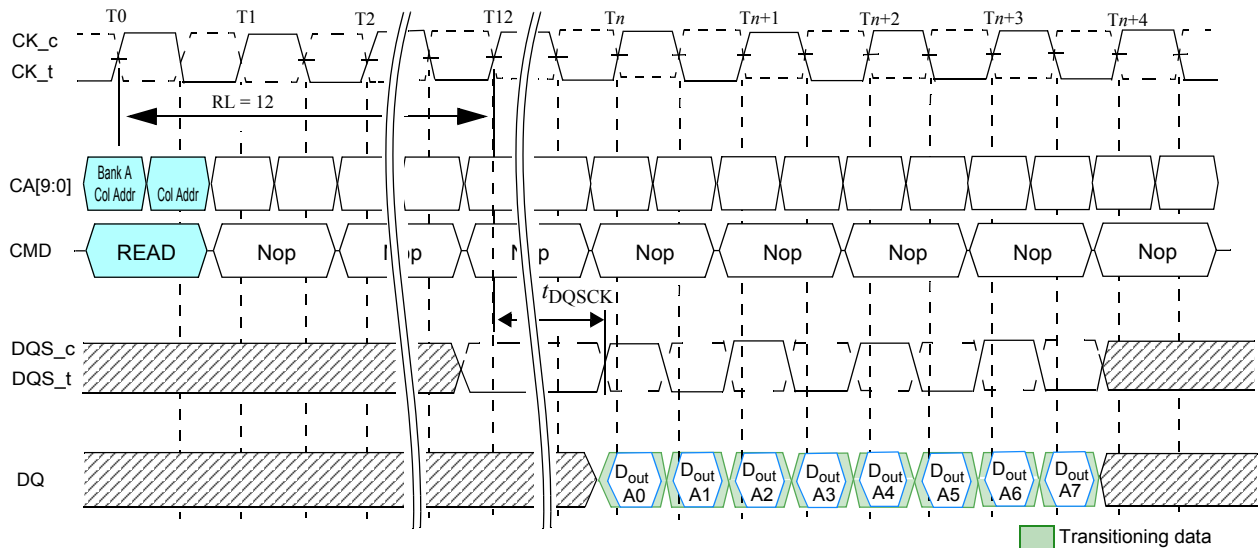 T0 T1 T2 T12 Tn Tn+1 Tn+2 Tn+3 Tn+4
CK_c
CK_t
RL = 12
CA[9:0]
Bank A
Col Addr
Col Addr
CMD
READ Nop Nop Nop Nop Nop Nop Nop Nop
tDQSCK
DQS_c
DQS_t
DQ
Dout Dout Dout Dout Dout Dout Dout Dout
A0 A1 A2 A3 A4 A5 A6 A7
Transitioning data